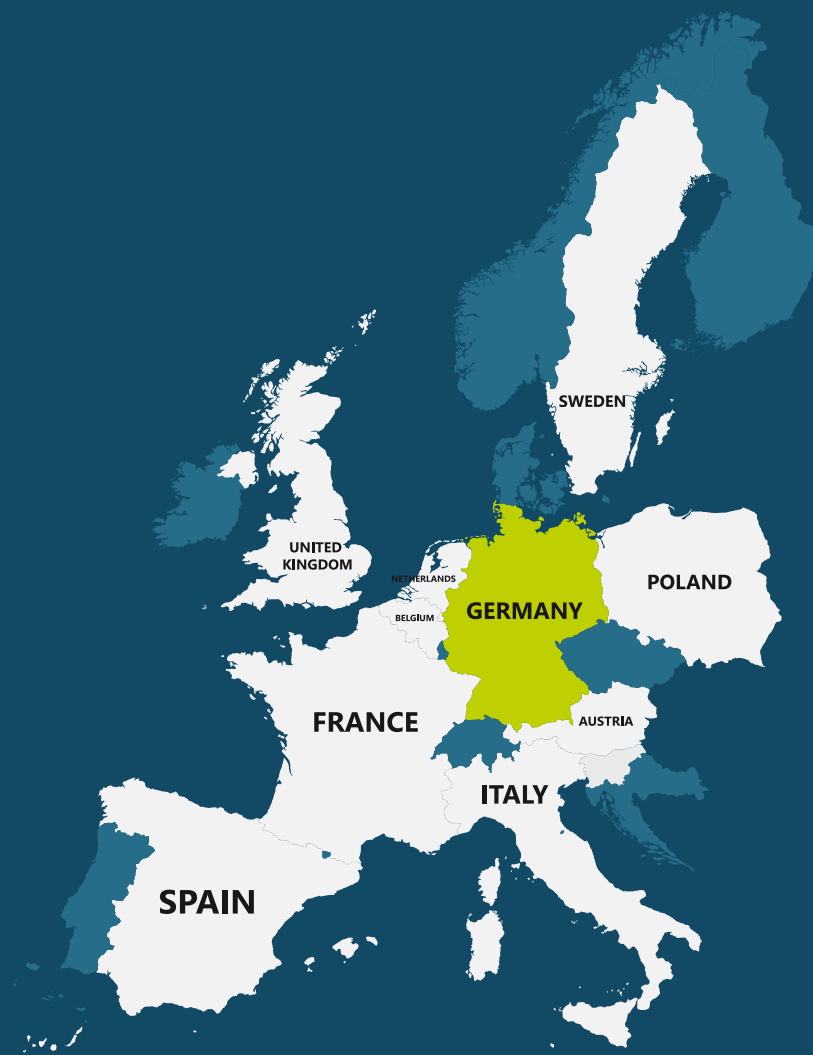 SWEDEN
UNITED
KINGDOM
NETHERLANDS
BELGIUM
GERMANY
POLAND
FRANCE
AUSTRIA
ITALY
SPAIN